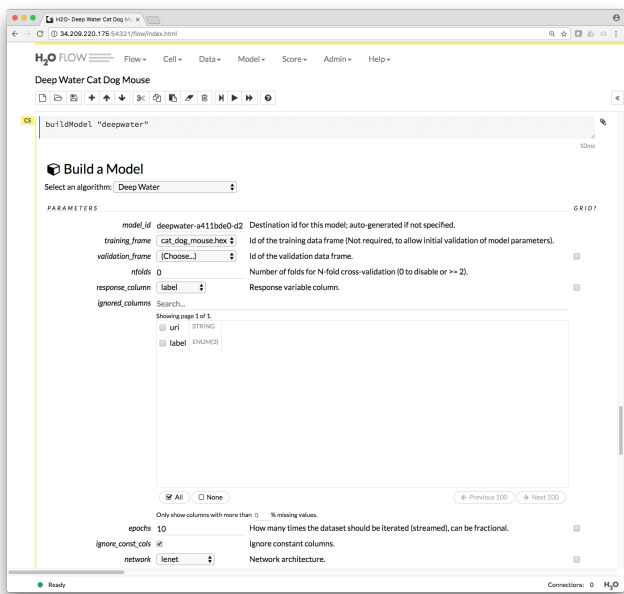 H2O- Deep Water Cat Dog Mo
34.209.220.175:54321/flow/index.html
H2O FLOW Flow Cell Data Model Score Admin Help
Deep Water Cat Dog Mouse
CS
buildModel "deepwater"
10ms
Build a Model
Select an algorithm: Deep Water
PARAMETERS GRID?
model_id deepwater-a411bde0-d2 Destination id for this model; auto-generated if not specified.
training_frame cat_dog_mouse.hex Id of the training data frame (Not required, to allow initial validation of model parameters).
validation_frame (Choose...) Id of the validation data frame.
nfolds 0 Number of folds for N-fold cross-validation (0 to disable or >= 2).
response_column label Response variable column.
ignored_columns Search...
Showing page 1 of 1.
uri STRING
label ENUM(3)
All None Previous 100 Next 100
Only show columns with more than 0 % missing values.
epochs 10 How many times the dataset should be iterated (streamed), can be fractional.
ignore_const_cols Ignore constant columns.
network lenet Network architecture.
Ready Connections: 0 H2O